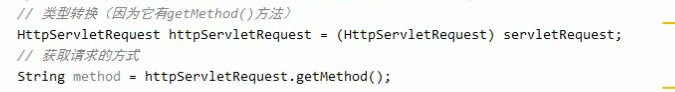 // 类型转换（因为它有getMethod()方法）
HttpServletRequest httpServletRequest = (HttpServletRequest) servletRequest;
// 获取请求的方式
String method = httpServletRequest.getMethod();